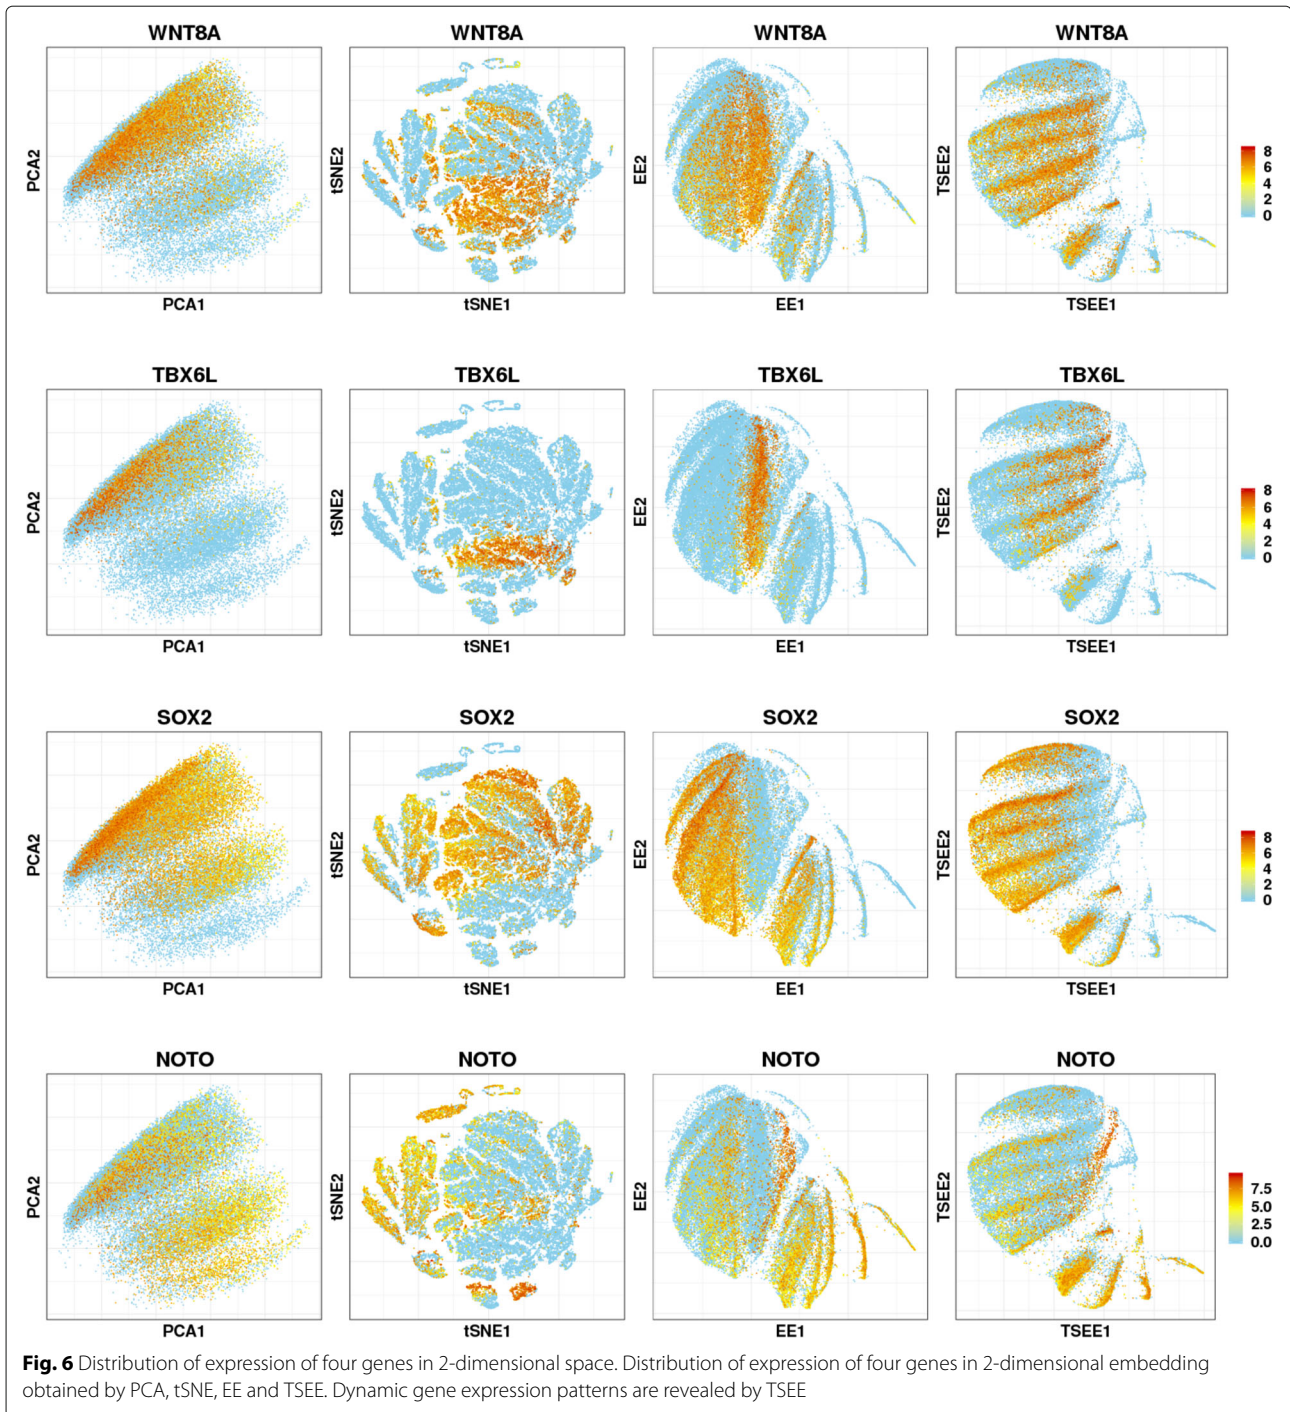 WNT8A WNT8A WNT8A WNT8A
PCA2 tSNE2 EE2 TSEE2
8
6
4
2
0
PCA1 tSNE1 EE1 TSEE1
TBX6L TBX6L TBX6L TBX6L
PCA2 tSNE2 EE2 TSEE2
8
6
4
2
0
PCA1 tSNE1 EE1 TSEE1
SOX2 SOX2 SOX2 SOX2
PCA2 tSNE2 EE2 TSEE2
8
6
4
2
0
PCA1 tSNE1 EE1 TSEE1
NOTO NOTO NOTO NOTO
PCA2 tSNE2 EE2 TSEE2
7.5
5.0
2.5
0.0
PCA1 tSNE1 EE1 TSEE1
Fig. 6 Distribution of expression of four genes in 2-dimensional space. Distribution of expression of four genes in 2-dimensional embedding
obtained by PCA, tSNE, EE and TSEE. Dynamic gene expression patterns are revealed by TSEE